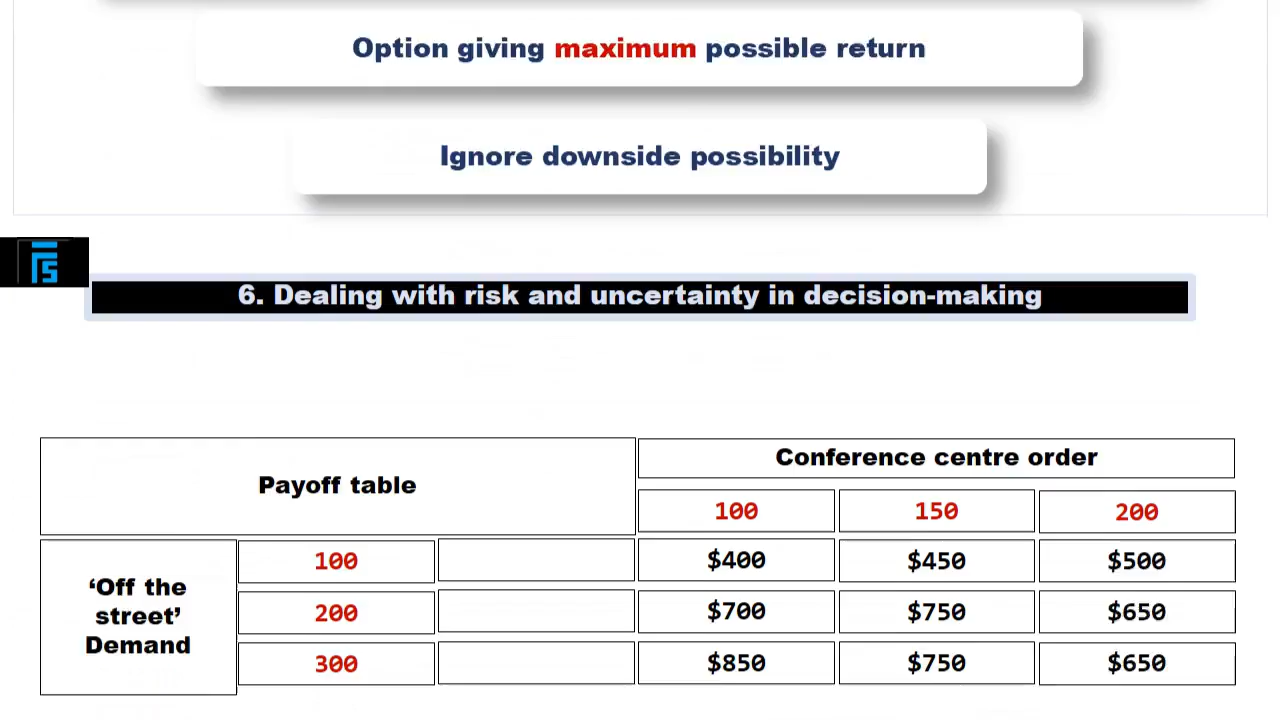 Option giving maximum possible return
Ignore downside possibility
6. Dealing with risk and uncertainty in decision-making
Payoff table
Conference centre order
100 150 200
‘Off the
street’
Demand
100 $400 $450 $500
200 $700 $750 $650
300 $850 $750 $650